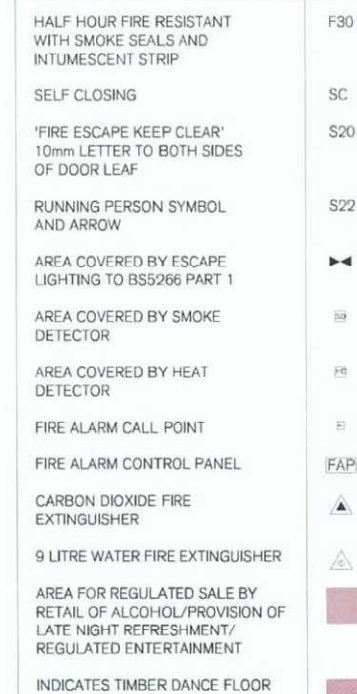 HALF HOUR FIRE RESISTANT F30
WITH SMOKE SEALS AND
INTUMESCENT STRIP
SELF CLOSING SC
'FIRE ESCAPE KEEP CLEAR' S20
10mm LETTER TO BOTH SIDES
OF DOOR LEAF
RUNNING PERSON SYMBOL S22
AND ARROW
AREA COVERED BY ESCAPE
LIGHTING TO BS5266 PART 1
AREA COVERED BY SMOKE
DETECTOR
AREA COVERED BY HEAT
DETECTOR
FIRE ALARM CALL POINT
FIRE ALARM CONTROL PANEL FAP
CARBON DIOXIDE FIRE
EXTINGUISHER
9 LITRE WATER FIRE EXTINGUISHER
AREA FOR REGULATED SALE BY
RETAIL OF ALCOHOL/PROVISION OF
LATE NIGHT REFRESHMENT/
REGULATED ENTERTAINMENT
INDICATES TIMBER DANCE FLOOR